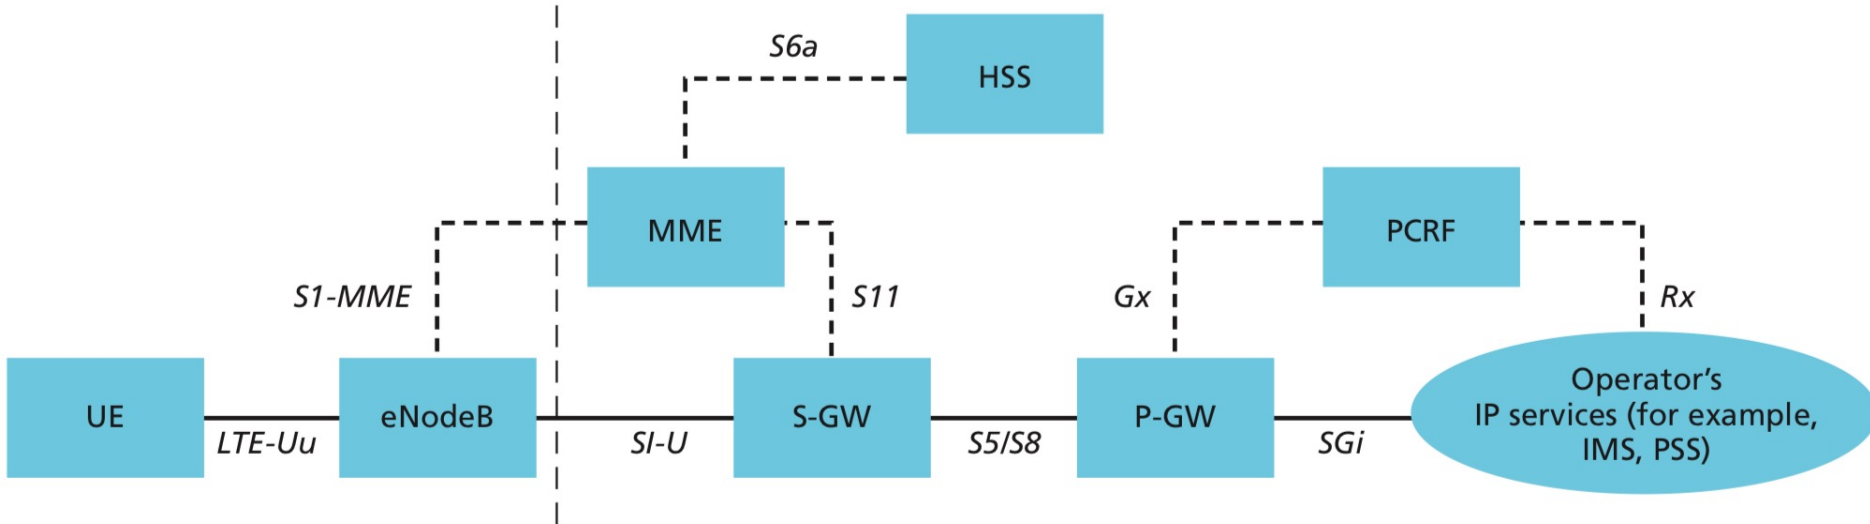 S6a
HSS
MME
PCRF
S1-MME
S11
Gx
Rx
UE
LTE-Uu
eNodeB
SI-U
S-GW
S5/S8
P-GW
SGi
Operator's
IP services (for example,
IMS, PSS)